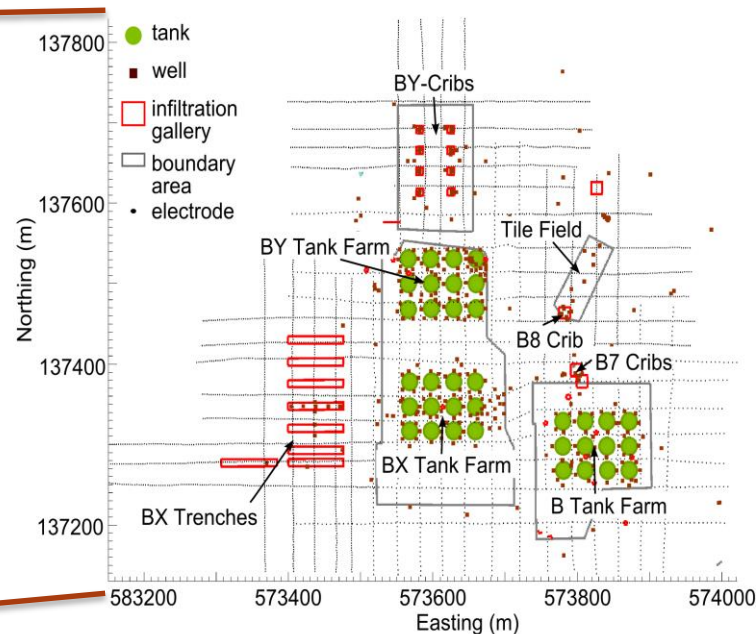 137800
137600
137400
137200
Northing (m)
tank
well
infiltration
gallery
boundary
area
electrode
BY-Cribs
BY Tank Farm
Tile Field
B8 Crib
B7 Cribs
BX Tank Farm
BX Trenches
B Tank Farm
583200
573400
573600
573800
574000
Easting (m)